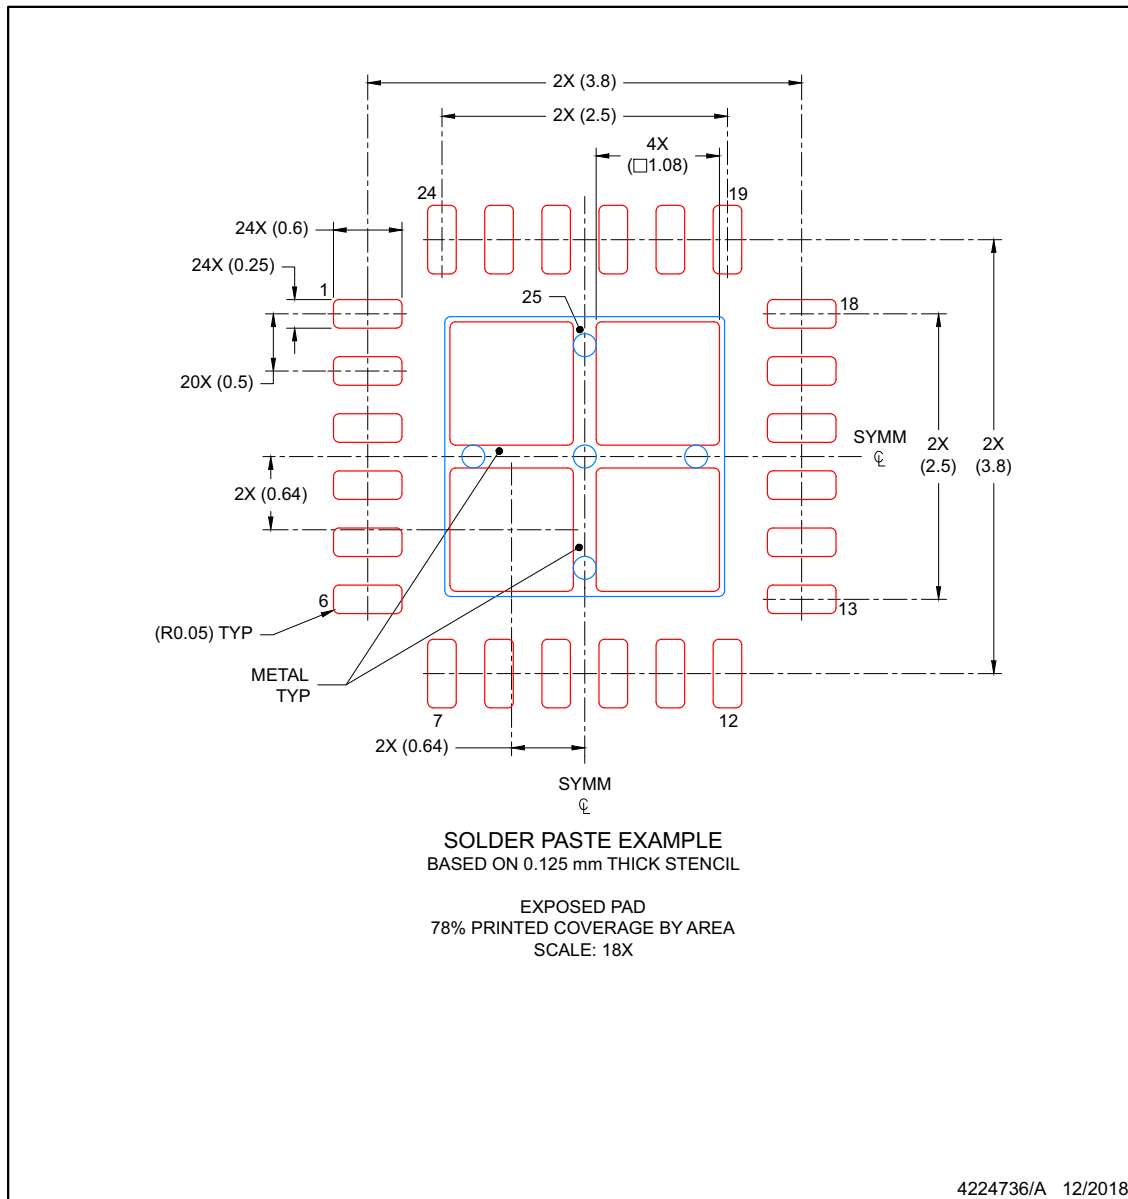 2X (3.8)
2X (2.5)
4X
(□1.08)
24
19
24X (0.6)
24X (0.25)
1
25
18
20X (0.5)
SYMM
℄
2X
(2.5)
2X
(3.8)
2X (0.64)
6
13
(R0.05) TYP
METAL
TYP
7
12
2X (0.64)
SYMM
℄
SOLDER PASTE EXAMPLE
BASED ON 0.125 mm THICK STENCIL
EXPOSED PAD
78% PRINTED COVERAGE BY AREA
SCALE: 18X
4224736/A 12/2018